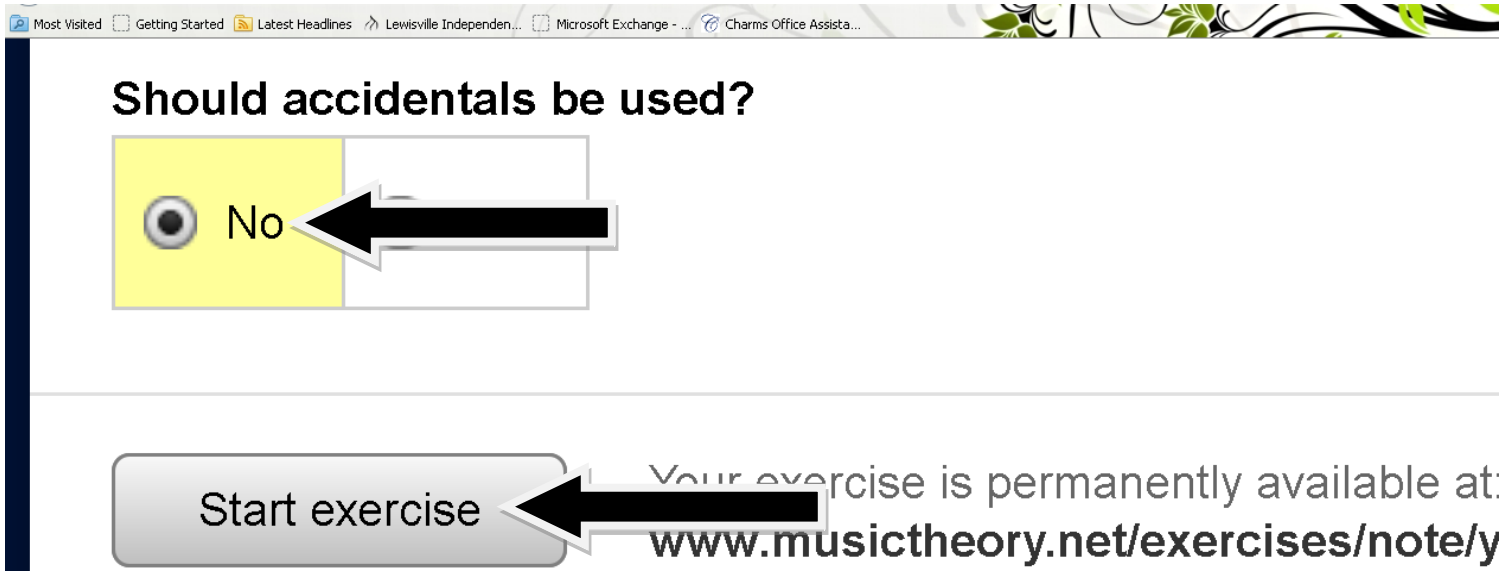 Most Visited Getting Started Latest Headlines Lewisville Independen... Microsoft Exchange - ... Charms Office Assista...
Should accidentals be used?
No
Start exercise
Your exercise is permanently available at:
www.musictheory.net/exercises/note/y